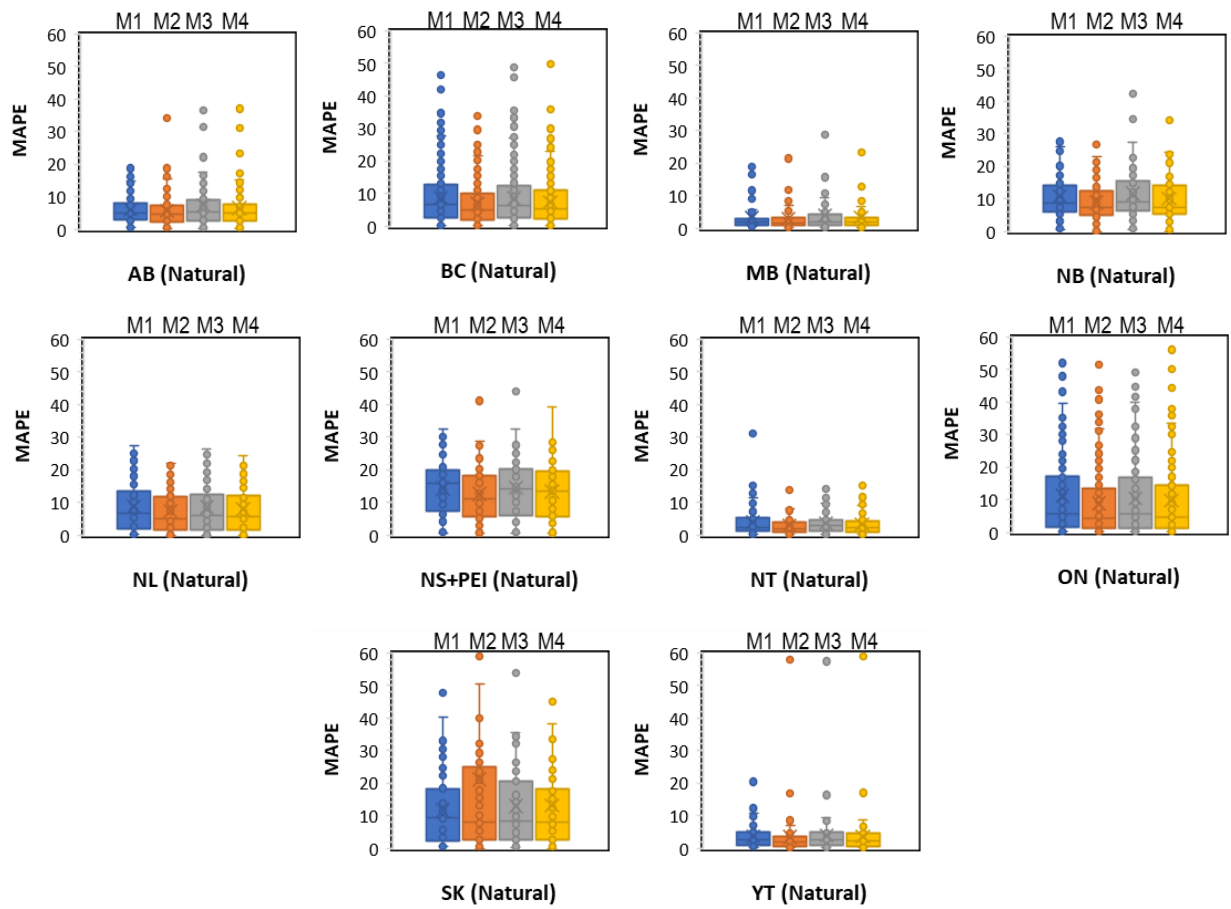 M1 M2 M3 M4
60
50
40
30
20
10
0
MAPE
AB (Natural)
M1 M2 M3 M4
60
50
40
30
20
10
0
MAPE
BC (Natural)
M1 M2 M3 M4
60
50
40
30
20
10
0
MAPE
MB (Natural)
M1 M2 M3 M4
60
50
40
30
20
10
0
MAPE
NB (Natural)
M1 M2 M3 M4
60
50
40
30
20
10
0
MAPE
NL (Natural)
M1 M2 M3 M4
60
50
40
30
20
10
0
MAPE
NS+PEI (Natural)
M1 M2 M3 M4
60
50
40
30
20
10
0
MAPE
NT (Natural)
M1 M2 M3 M4
60
50
40
30
20
10
0
MAPE
ON (Natural)
M1 M2 M3 M4
60
50
40
30
20
10
0
MAPE
SK (Natural)
M1 M2 M3 M4
60
50
40
30
20
10
0
MAPE
YT (Natural)